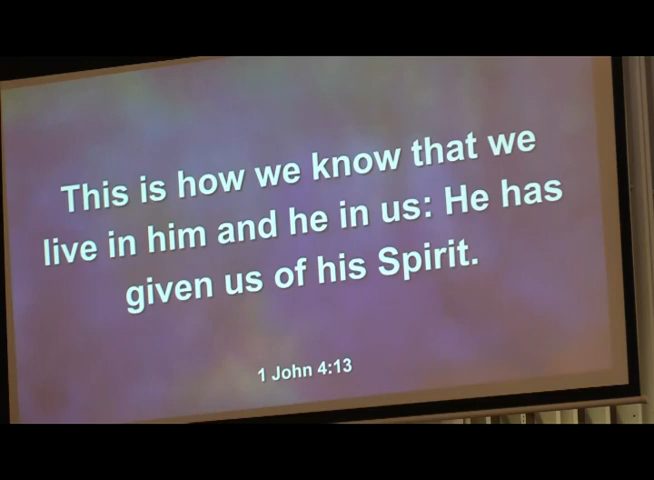 This is how we know that we
live in him and he in us: He has
given us of his Spirit.
1 John 4:13